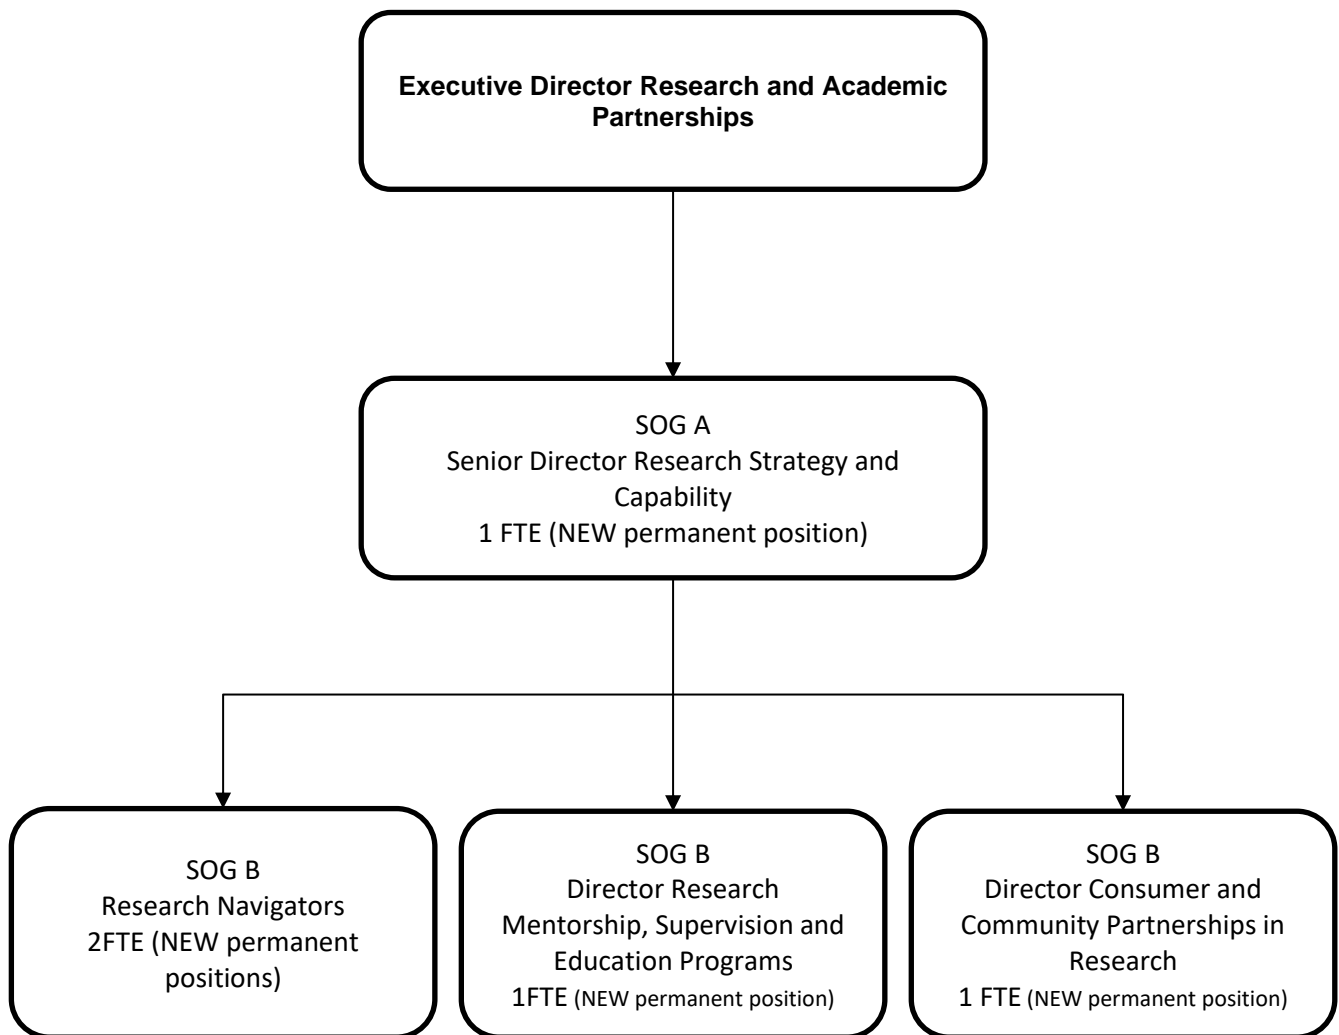 Executive Director Research and Academic
Partnerships
SOG A
Senior Director Research Strategy and
Capability
1 FTE (NEW permanent position)
SOG B
Research Navigators
2FTE (NEW permanent
positions)
SOG B
Director Research
Mentorship, Supervision and
Education Programs
1FTE (NEW permanent position)
SOG B
Director Consumer and
Community Partnerships in
Research
1 FTE (NEW permanent position)